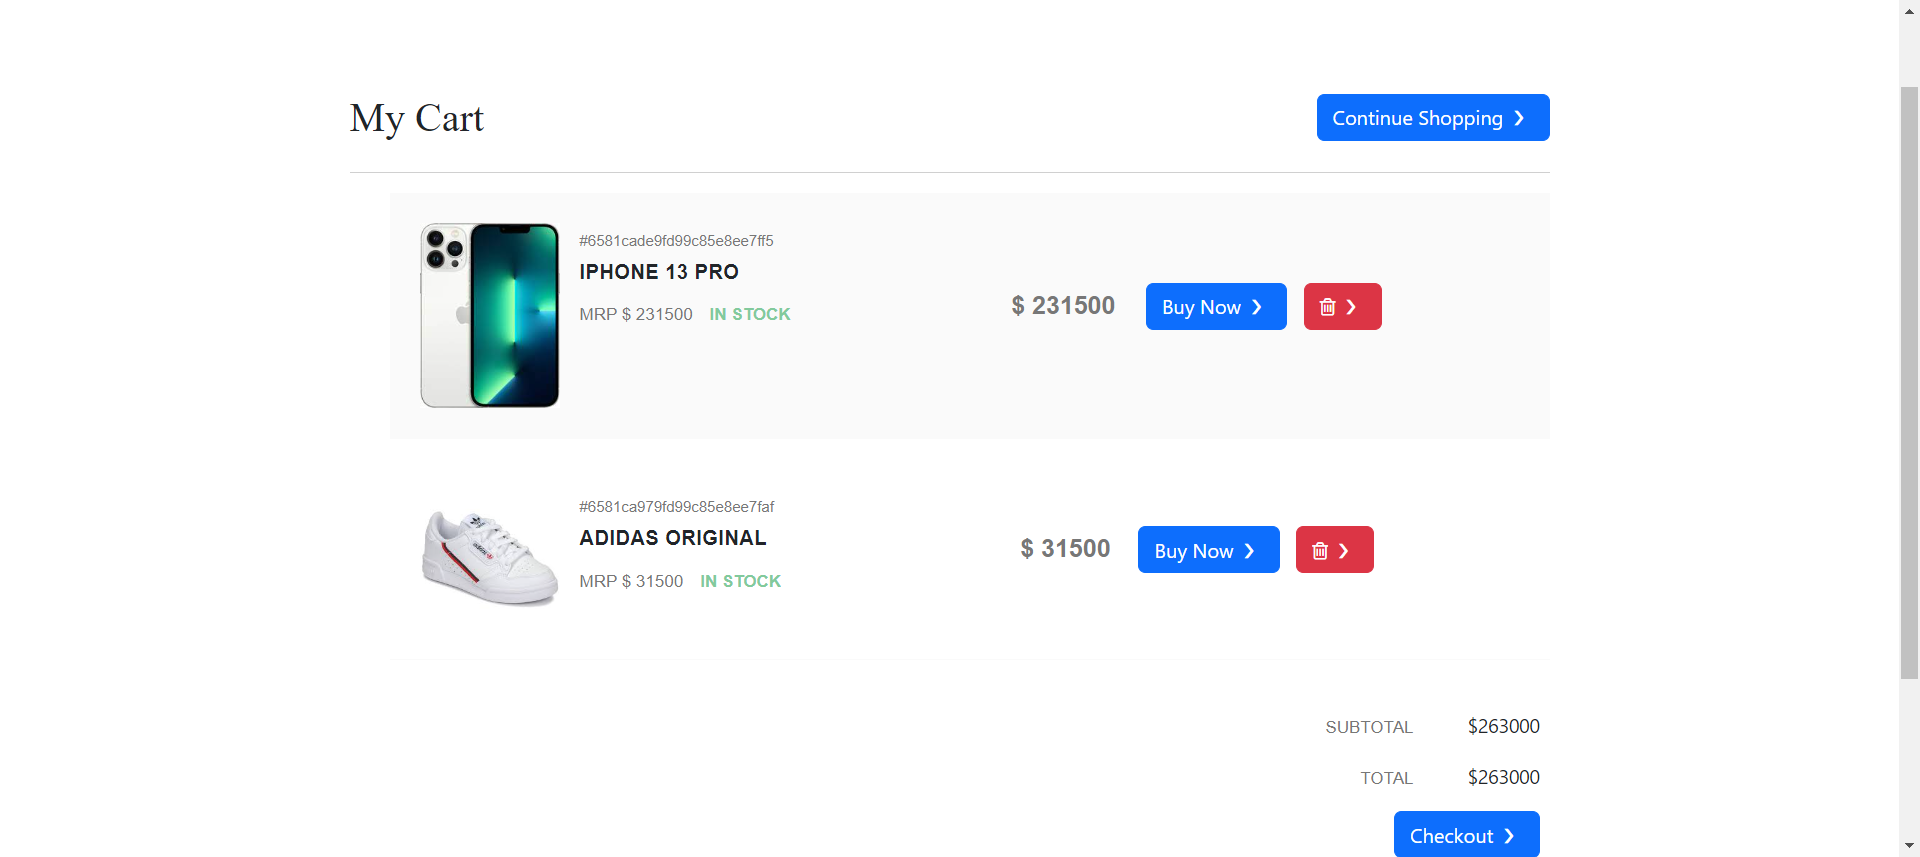 My Cart
Continue Shopping ❯
#6581cade9fd99c85e8ee7ff5
IPHONE 13 PRO
MRP $ 231500 IN STOCK
$ 231500
Buy Now ❯
❯
#6581ca979fd99c85e8ee7faf
ADIDAS ORIGINAL
MRP $ 31500 IN STOCK
$ 31500
Buy Now ❯
❯
SUBTOTAL $263000
TOTAL $263000
Checkout ❯